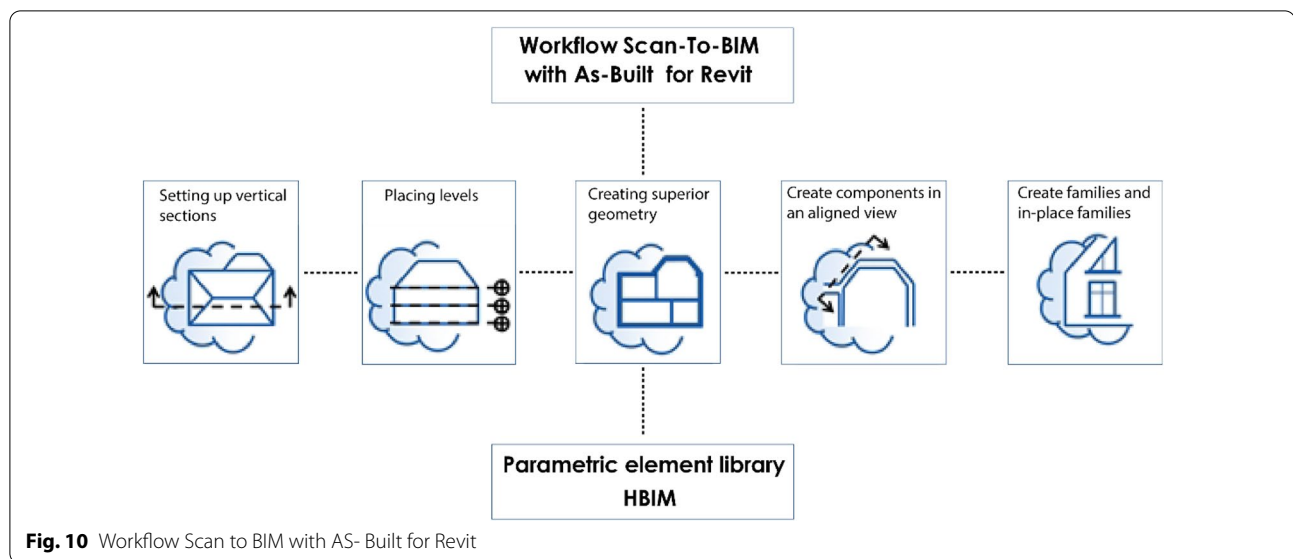 Workflow Scan-To-BIM
with As-Built for Revit
Setting up vertical
sections
Placing levels
Creating superior
geometry
Create components in
an aligned view
Create families and
in-place families
Parametric element library
HBIM
Fig. 10 Workflow Scan to BIM with AS- Built for Revit